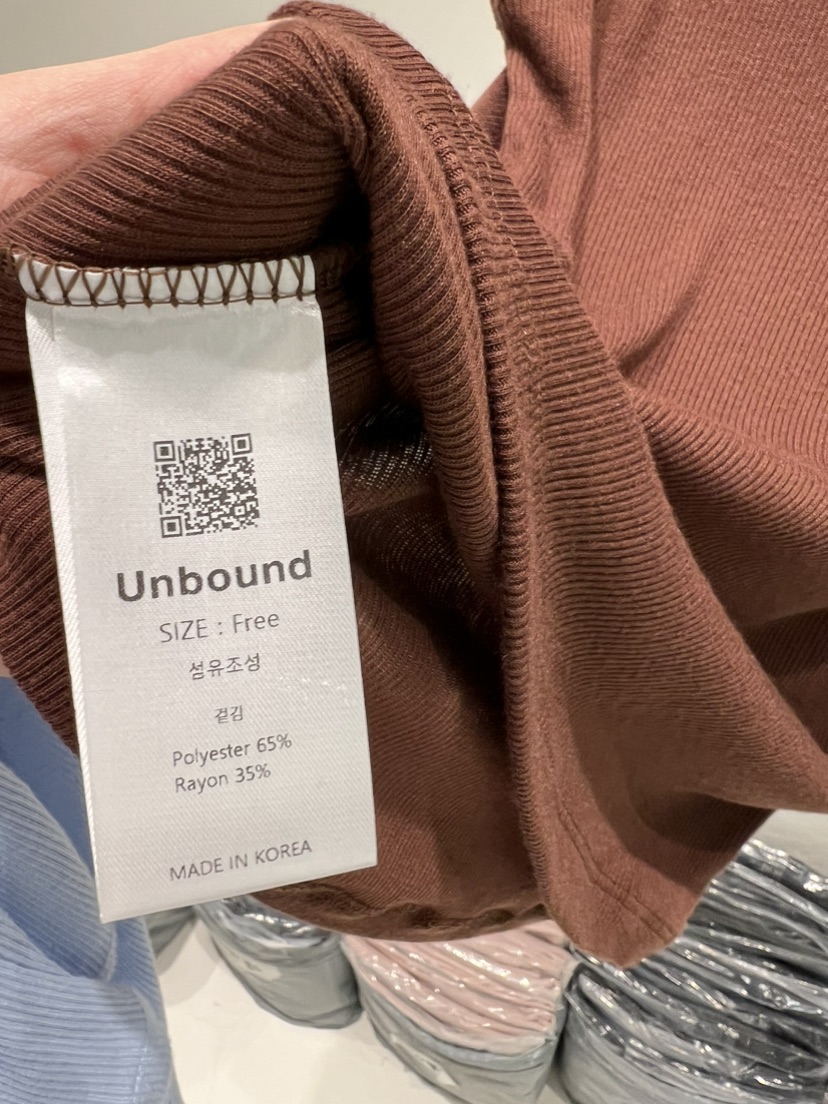 Unbound
SIZE : Free
섬유조성
겉감
Polyester 65%
Rayon 35%
MADE IN KOREA